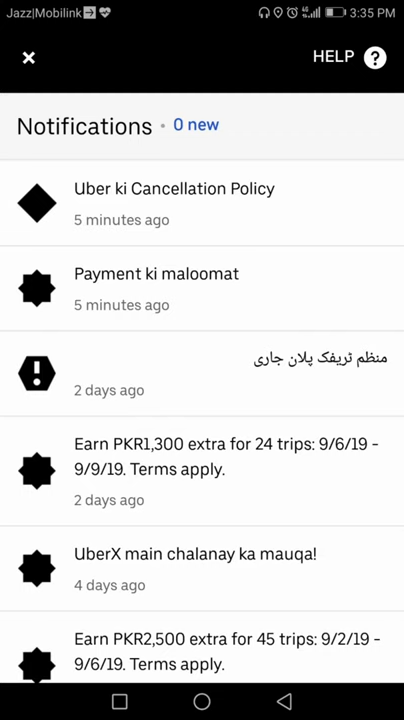 Jazz|Mobilink
4G
3:35 PM
HELP ?
Notifications • 0 new
Uber ki Cancellation Policy
5 minutes ago
Payment ki maloomat
5 minutes ago
منظم ٹریفک پلان جاری
2 days ago
Earn PKR1,300 extra for 24 trips: 9/6/19 -
9/9/19. Terms apply.
2 days ago
UberX main chalanay ka mauqa!
4 days ago
Earn PKR2,500 extra for 45 trips: 9/2/19 -
9/6/19. Terms apply.